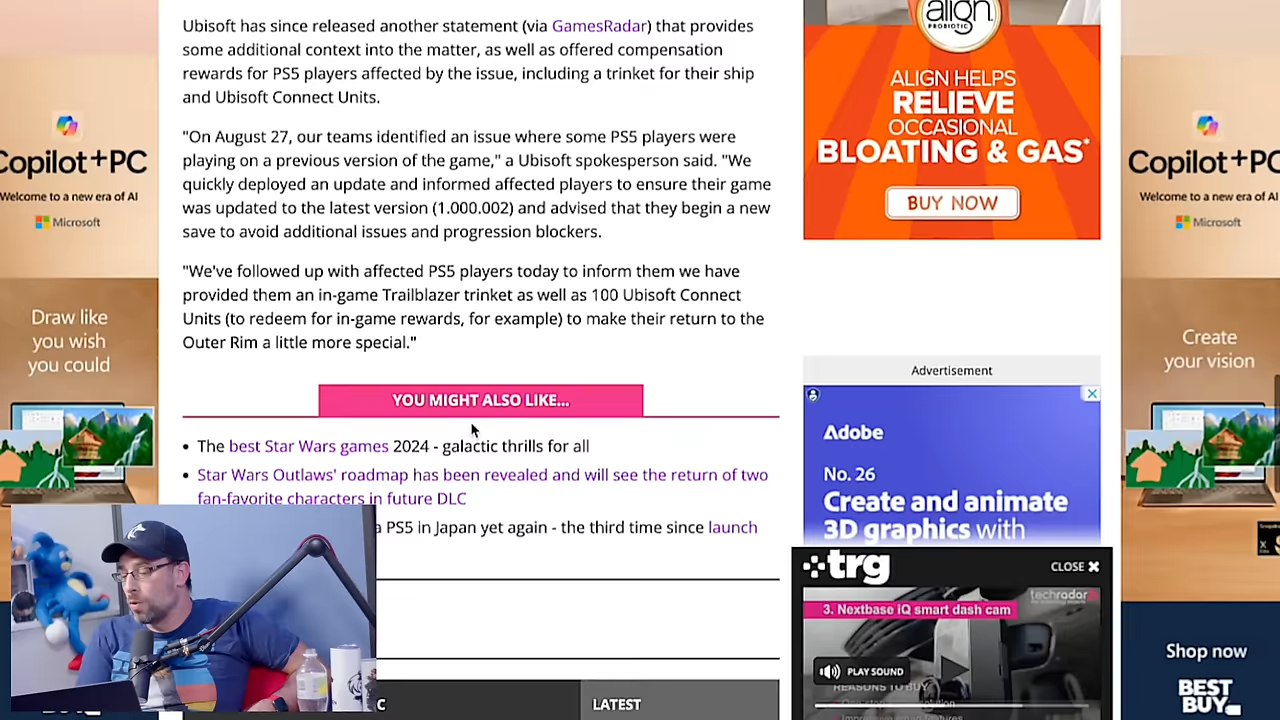 Ubisoft has since released another statement (via GamesRadar) that provides
some additional context into the matter, as well as offered compensation
rewards for PS5 players affected by the issue, including a trinket for their ship
and Ubisoft Connect Units.
"On August 27, our teams identified an issue where some PS5 players were
playing on a previous version of the game," a Ubisoft spokesperson said. "We
quickly deployed an update and informed affected players to ensure their game
was updated to the latest version (1.000.002) and advised that they begin a new
save to avoid additional issues and progression blockers.
"We've followed up with affected PS5 players today to inform them we have
provided them an in-game Trailblazer trinket as well as 100 Ubisoft Connect
Units (to redeem for in-game rewards, for example) to make their return to the
Outer Rim a little more special."
YOU MIGHT ALSO LIKE...
• The best Star Wars games 2024 - galactic thrills for all
• Star Wars Outlaws' roadmap has been revealed and will see the return of two
fan-favorite characters in future DLC
a PS5 in Japan yet again - the third time since launch
C
LATEST
Copilot+PC
Welcome to a new era of AI
Microsoft
Draw like
you wish
you could
align
PROBIOTIC
ALIGN HELPS
RELIEVE
OCCASIONAL
BLOATING & GAS*
BUY NOW
Advertisement
Adobe
No. 26
Create and animate
3D graphics with
trg
CLOSE ✖
techradar
3. Nextbase iQ smart dash cam
PLAY SOUND
REASONS TO BUY
Copilot+PC
Welcome to a new era of AI
Microsoft
Create
your vision
Shop now
BEST
BUY